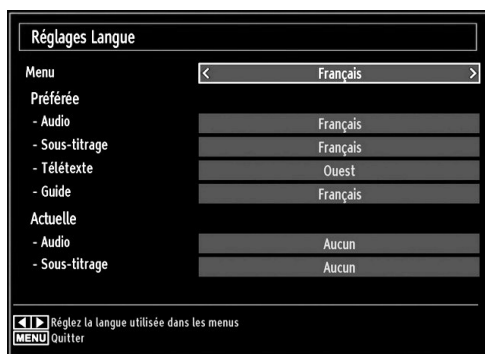 Réglages Langue
Menu < Français >
Préférée
- Audio Français
- Sous-titrage Français
- Télétexte Ouest
- Guide Français
Actuelle
- Audio Aucun
- Sous-titrage Aucun
◀ ▶ Réglez la langue utilisée dans les menus
MENU Quitter